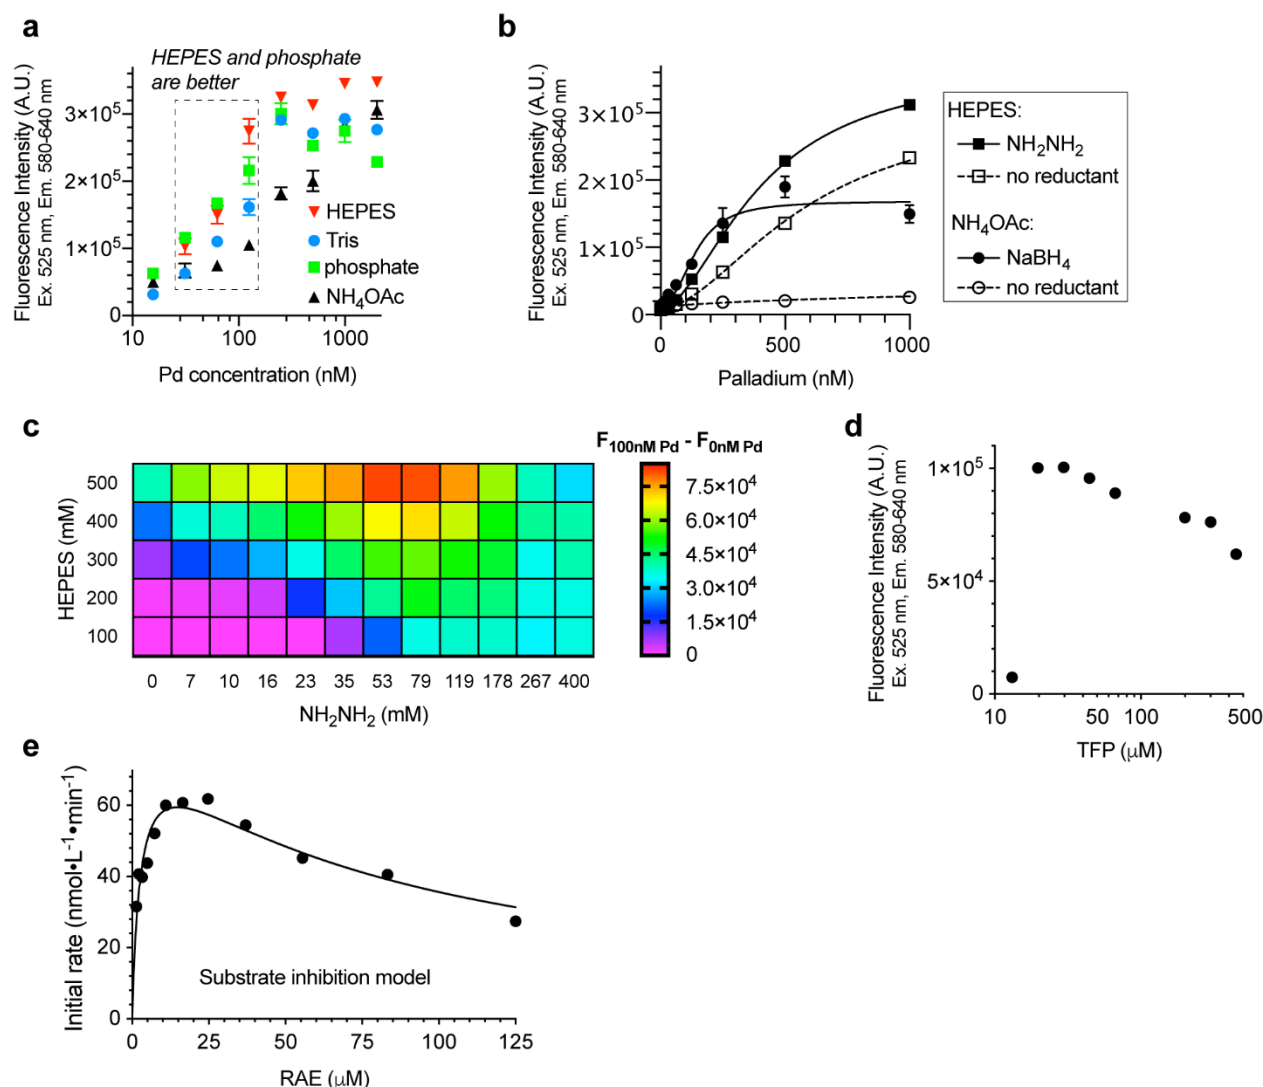 a
HEPES and phosphate
are better
Fluorescence Intensity (A.U.)
Ex. 525 nm, Em. 580-640 nm
3×10⁵
2×10⁵
1×10⁵
0
HEPES
Tris
phosphate
NH₄OAc
10 100 1000
Pd concentration (nM)
b
Fluorescence Intensity (A.U.)
Ex. 525 nm, Em. 580-640 nm
3×10⁵
2×10⁵
1×10⁵
0
0 500 1000
Palladium (nM)
HEPES:
NH₂NH₂
no reductant
NH₄OAc:
NaBH₄
no reductant
c
HEPES (mM)
500
400
300
200
100
0 7 10 16 23 35 53 79 119 178 267 400
NH₂NH₂ (mM)
F100nM Pd - F0nM Pd
7.5×10⁴
6.0×10⁴
4.5×10⁴
3.0×10⁴
1.5×10⁴
0
d
Fluorescence Intensity (A.U.)
Ex. 525 nm, Em. 580-640 nm
1×10⁵
5×10⁴
0
10 50 100 500
TFP (μM)
e
Initial rate (nmol•L⁻¹•min⁻¹)
60
40
20
0
Substrate inhibition model
0 25 50 75 100 125
RAE (μM)